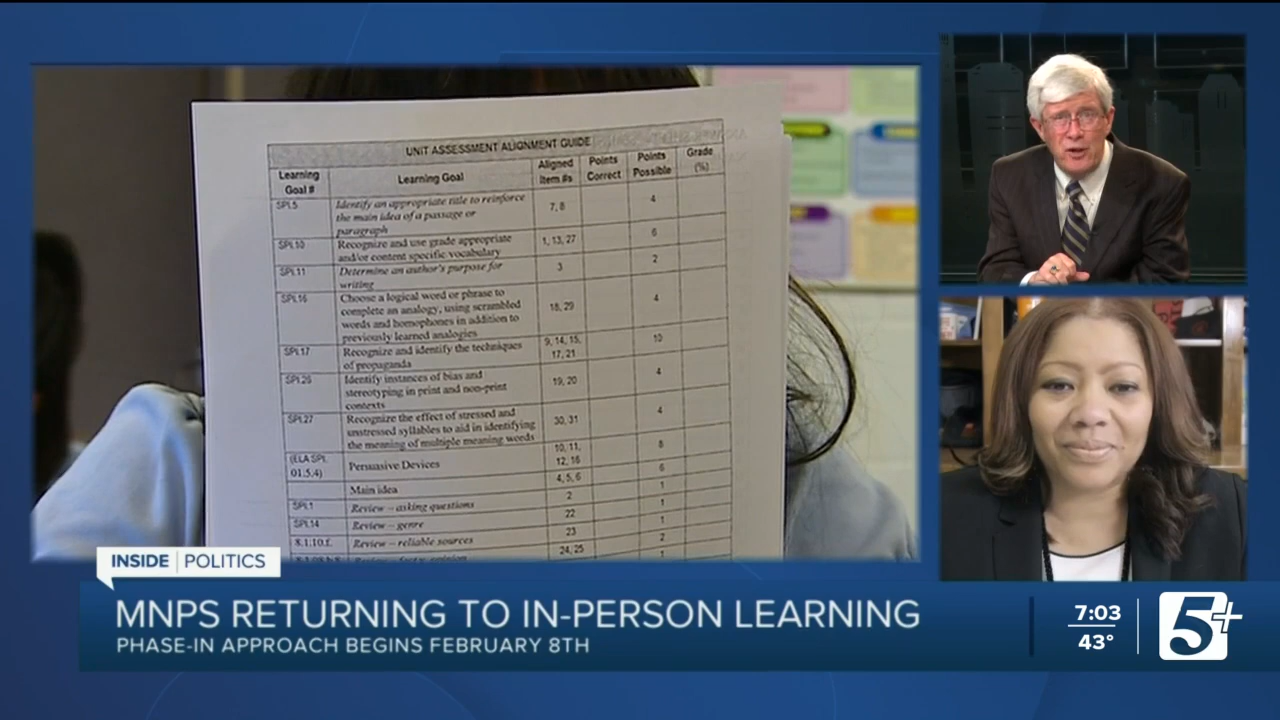 UNIT ASSESSMENT ALIGNMENT GUIDE
Learning Goal # Learning Goal Aligned Item #s Points Correct Points Possible Grade (%)
SPI.5 Identify an appropriate title to reinforce 7, 8 4
the main idea of a passage or
paragraph
SPI.10 Recognize and use grade appropriate 1, 13, 27 6
and/or content specific vocabulary
SPI.11 Determine an author's purpose for 3 2
writing
SPI.16 Choose a logical word or phrase to
complete an analogy, using scrambled 18, 29 4
words and homophones in addition to
previously learned analogies
SPI.17 Recognize and identify the techniques 9, 14, 15, 10
of propaganda 17, 21
SPI.26 Identify instances of bias and 19, 20 4
stereotyping in print and non-print
contexts
SPI.27 Recognize the effect of stressed and
unstressed syllables to aid in identifying 30, 31 4
the meaning of multiple meaning words
(ELA SPI. Persuasive Devices 10, 11, 8
01.5.4) 12, 16
Main idea 4, 5, 6 6
SPI.1 Review – asking questions 2 1
SPI.14 Review – genre 22 1
8.1.10.f. Review – reliable sources 23 1
24, 25 2
INSIDE POLITICS
MNPS RETURNING TO IN-PERSON LEARNING
PHASE-IN APPROACH BEGINS FEBRUARY 8TH
7:03
43°
5+